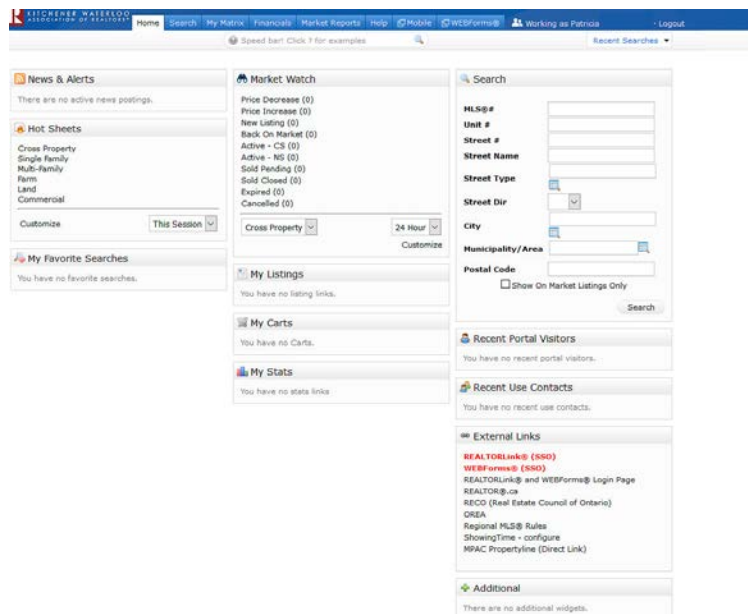 KITCHENER WATERLOO
ASSOCIATION OF REALTORS®
Home Search My Matrix Financials Market Reports Help Mobile WEBForms® Working as Patricia - Logout
Speed bar! Click ? for examples
Recent Searches
News & Alerts
There are no active news postings.
Hot Sheets
Cross Property
Single Family
Multi-Family
Farm
Land
Commercial
Customize This Session
My Favorite Searches
You have no favorite searches.
Market Watch
Price Decrease (0)
Price Increase (0)
New Listing (0)
Back On Market (0)
Active - CS (0)
Active - NS (0)
Sold Pending (0)
Sold Closed (0)
Expired (0)
Cancelled (0)
Cross Property 24 Hour
Customize
My Listings
You have no listing links.
My Carts
You have no Carts.
My Stats
You have no stats links
Search
MLS®#
Unit #
Street #
Street Name
Street Type
Street Dir
City
Municipality/Area
Postal Code
Show On Market Listings Only
Search
Recent Portal Visitors
You have no recent portal visitors.
Recent Use Contacts
You have no recent use contacts.
External Links
REALTORLink® (SSO)
WEBForms® (SSO)
REALTORLink® and WEBForms® Login Page
REALTOR®.ca
RECO (Real Estate Council of Ontario)
OREA
Regional MLS® Rules
ShowingTime - configure
MPAC Propertyline (Direct Link)
Additional
There are no additional widgets.